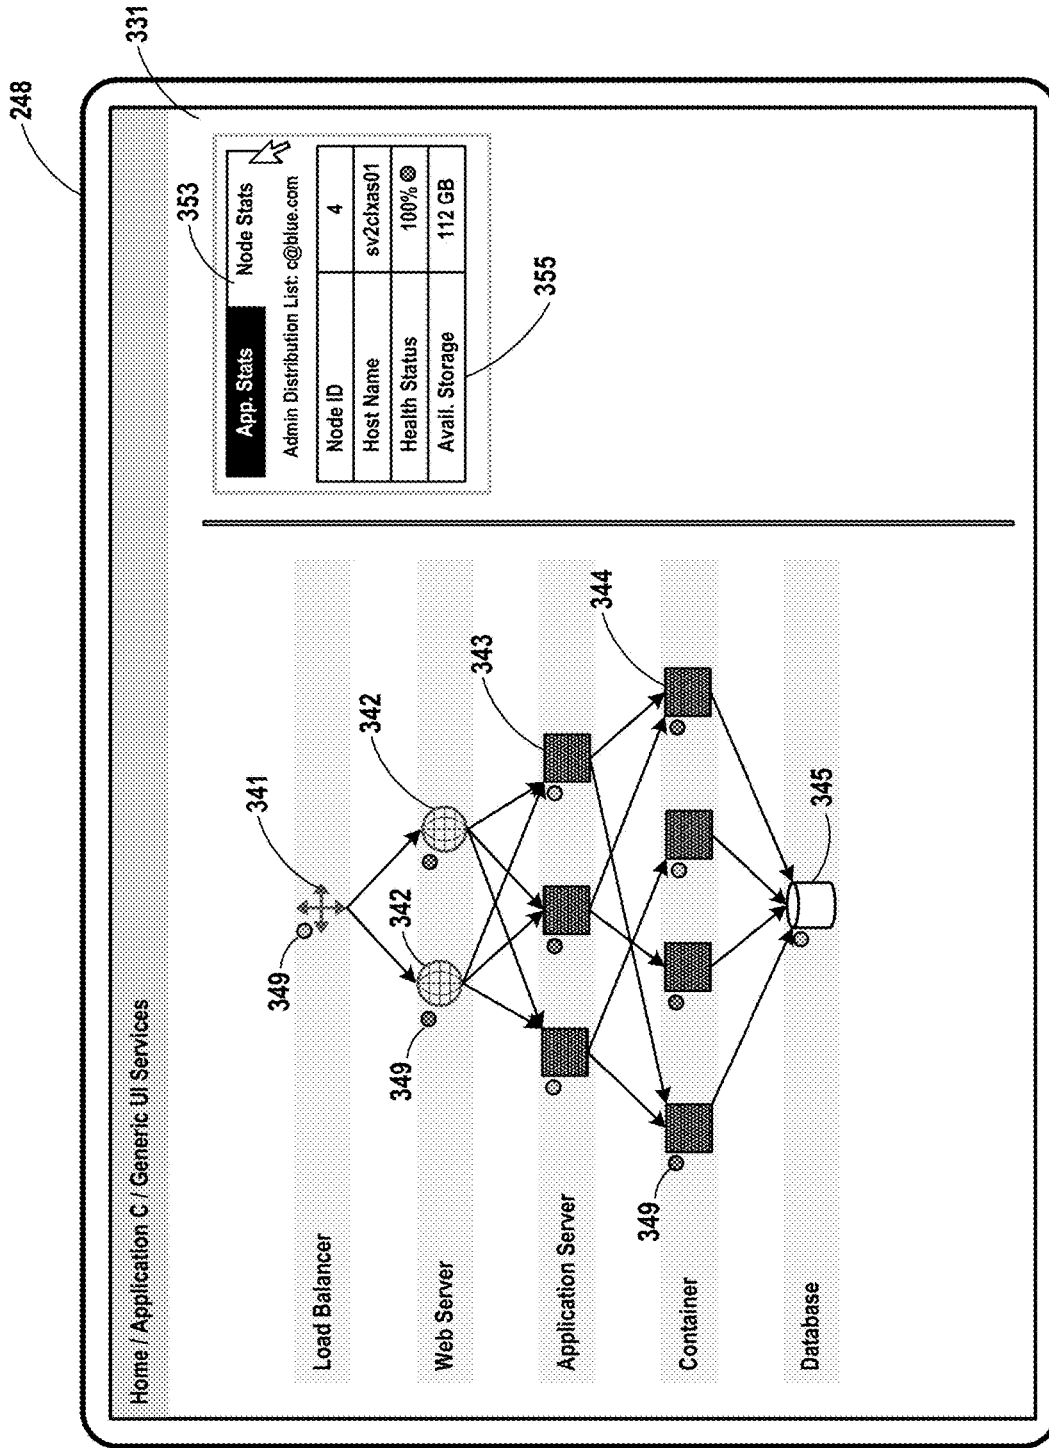 248
331
Home / Application C / Generic UI Services
353
App. Stats
Node Stats
Admin Distribution List: c@blue.com
Node ID 4
Host Name sv2clxas01
Health Status 100%
Avail. Storage 112 GB
355
Load Balancer
349
341
Web Server
349
342
342
Application Server
343
Container
349
344
Database
345